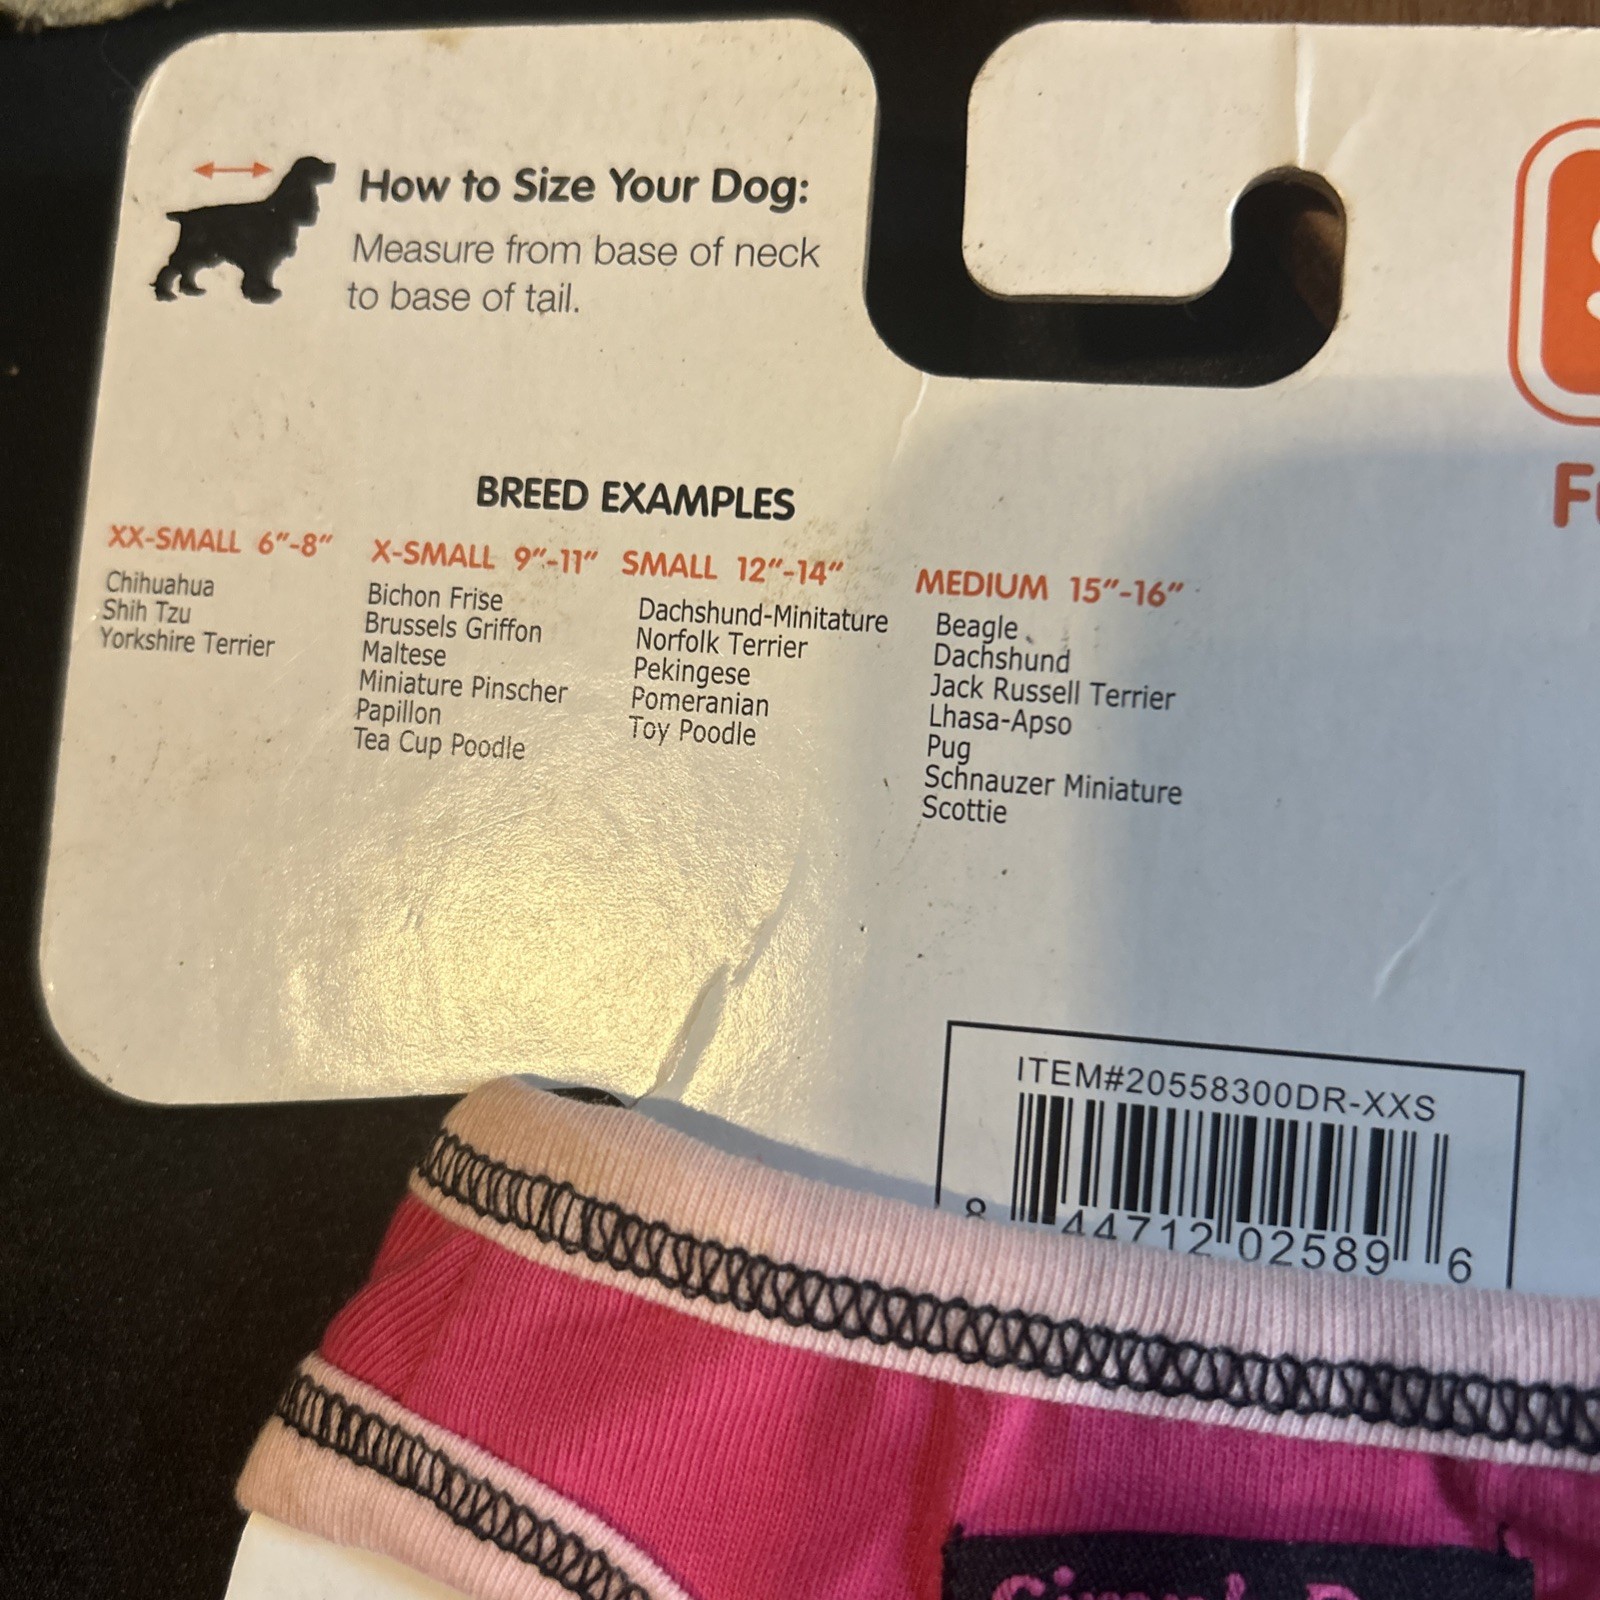 How to Size Your Dog:
Measure from base of neck
to base of tail.
BREED EXAMPLES
XX-SMALL 6"-8"
Chihuahua
Shih Tzu
Yorkshire Terrier
X-SMALL 9"-11"
Bichon Frise
Brussels Griffon
Maltese
Miniature Pinscher
Papillon
Tea Cup Poodle
SMALL 12"-14"
Dachshund-Minitature
Norfolk Terrier
Pekingese
Pomeranian
Toy Poodle
MEDIUM 15"-16"
Beagle
Dachshund
Jack Russell Terrier
Lhasa-Apso
Pug
Schnauzer Miniature
Scottie
ITEM#20558300DR-XXS
8 44712 02589 6